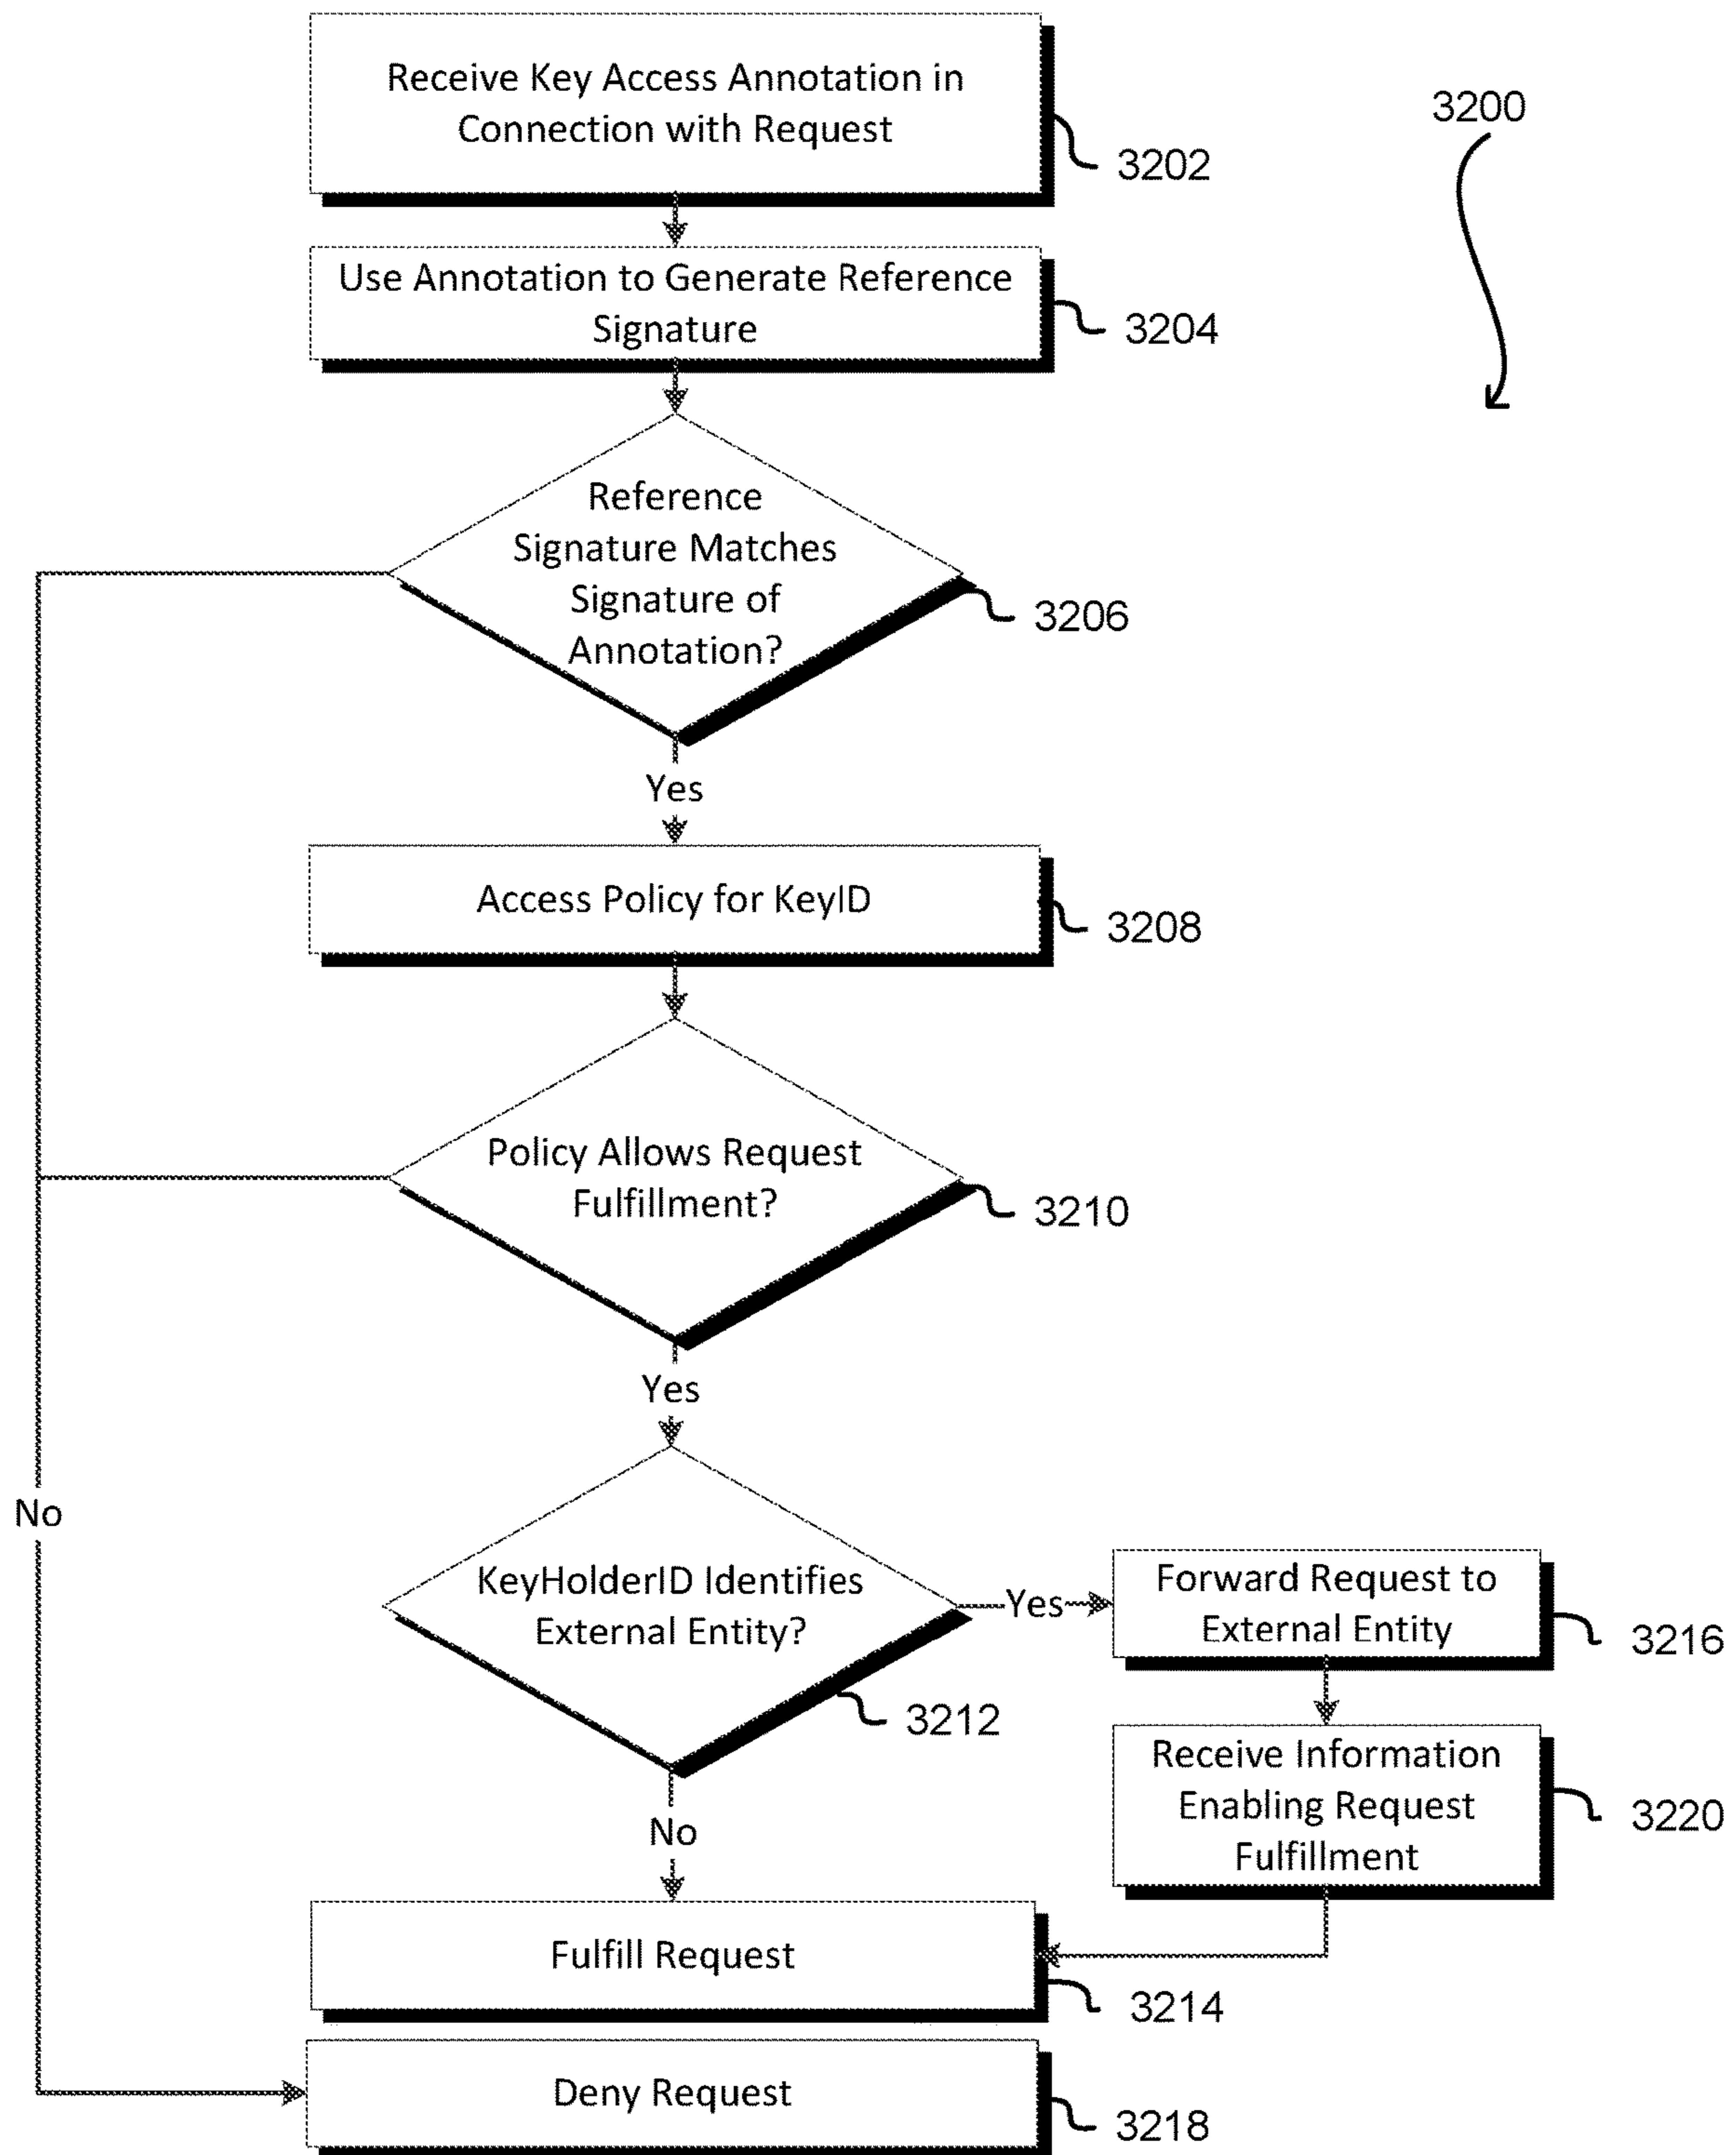 Receive Key Access Annotation in
Connection with Request
3200
3202
Use Annotation to Generate Reference
Signature
3204
Reference
Signature Matches
Signature of
Annotation?
3206
Yes
Access Policy for KeyID
3208
Policy Allows Request
Fulfillment?
3210
Yes
No
KeyHolderID Identifies
External Entity?
Yes
3212
Forward Request to
External Entity
3216
Receive Information
Enabling Request
Fulfillment
3220
No
Fulfill Request
3214
Deny Request
3218